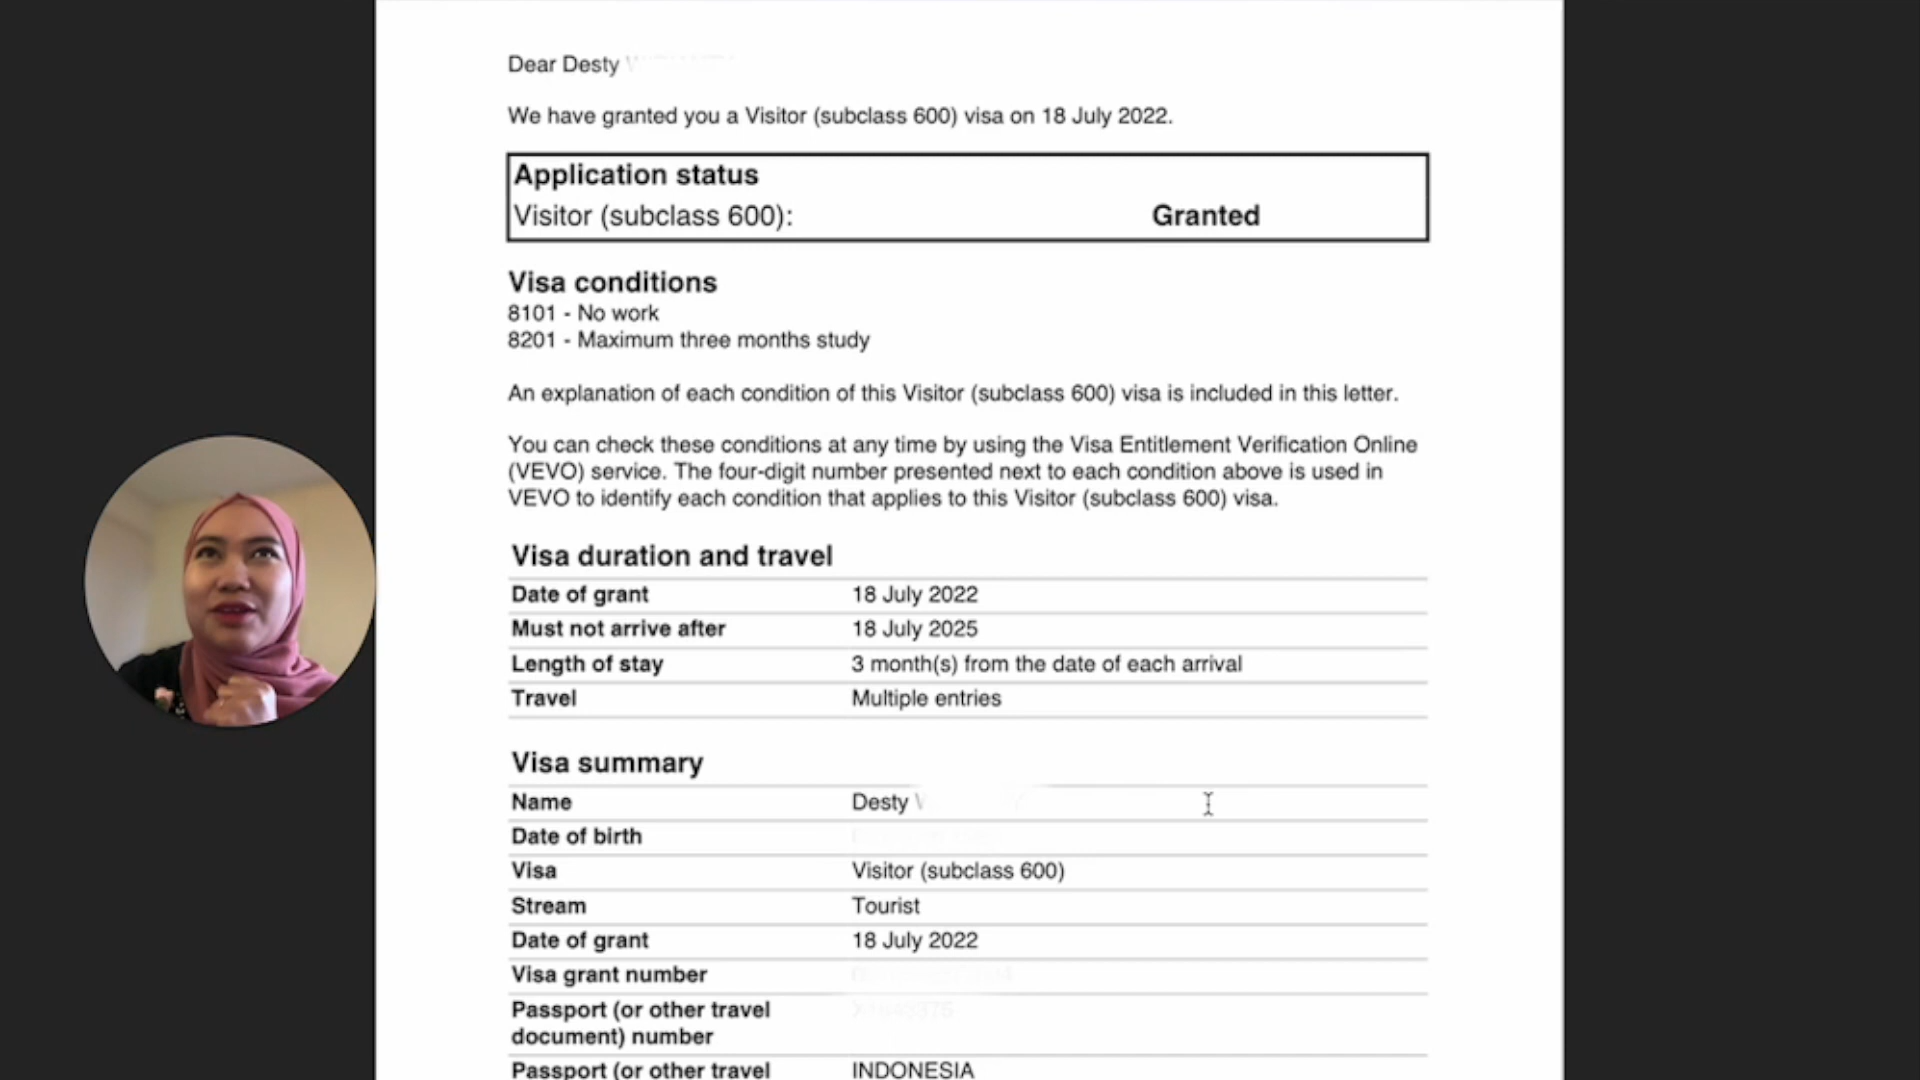 Dear Desty
We have granted you a Visitor (subclass 600) visa on 18 July 2022.
Application status
Visitor (subclass 600): Granted
Visa conditions
8101 - No work
8201 - Maximum three months study
An explanation of each condition of this Visitor (subclass 600) visa is included in this letter.
You can check these conditions at any time by using the Visa Entitlement Verification Online
(VEVO) service. The four-digit number presented next to each condition above is used in
VEVO to identify each condition that applies to this Visitor (subclass 600) visa.
Visa duration and travel
Date of grant 18 July 2022
Must not arrive after 18 July 2025
Length of stay 3 month(s) from the date of each arrival
Travel Multiple entries
Visa summary
Name Desty
Date of birth
Visa Visitor (subclass 600)
Stream Tourist
Date of grant 18 July 2022
Visa grant number
Passport (or other travel
document) number
Passport (or other travel INDONESIA